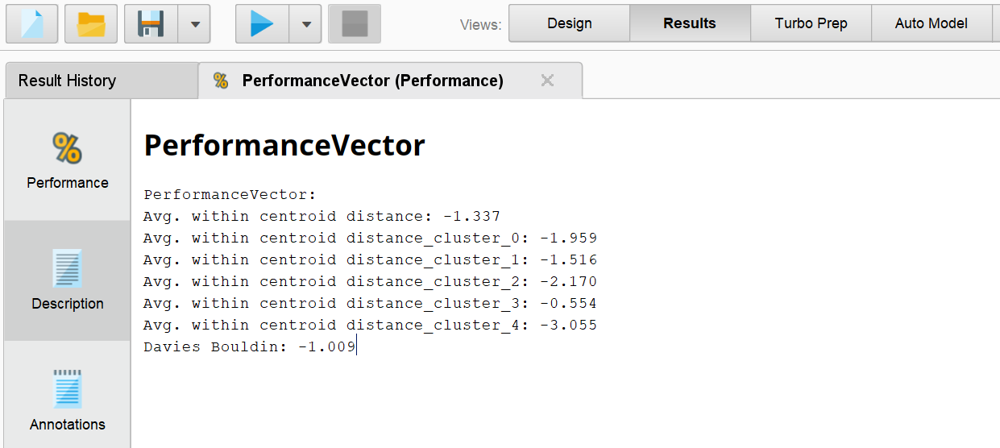 Views: Design Results Turbo Prep Auto Model
Result History PerformanceVector (Performance)
Performance
Description
Annotations
PerformanceVector
PerformanceVector:
Avg. within centroid distance: -1.337
Avg. within centroid distance_cluster_0: -1.959
Avg. within centroid distance_cluster_1: -1.516
Avg. within centroid distance_cluster_2: -2.170
Avg. within centroid distance_cluster_3: -0.554
Avg. within centroid distance_cluster_4: -3.055
Davies Bouldin: -1.009